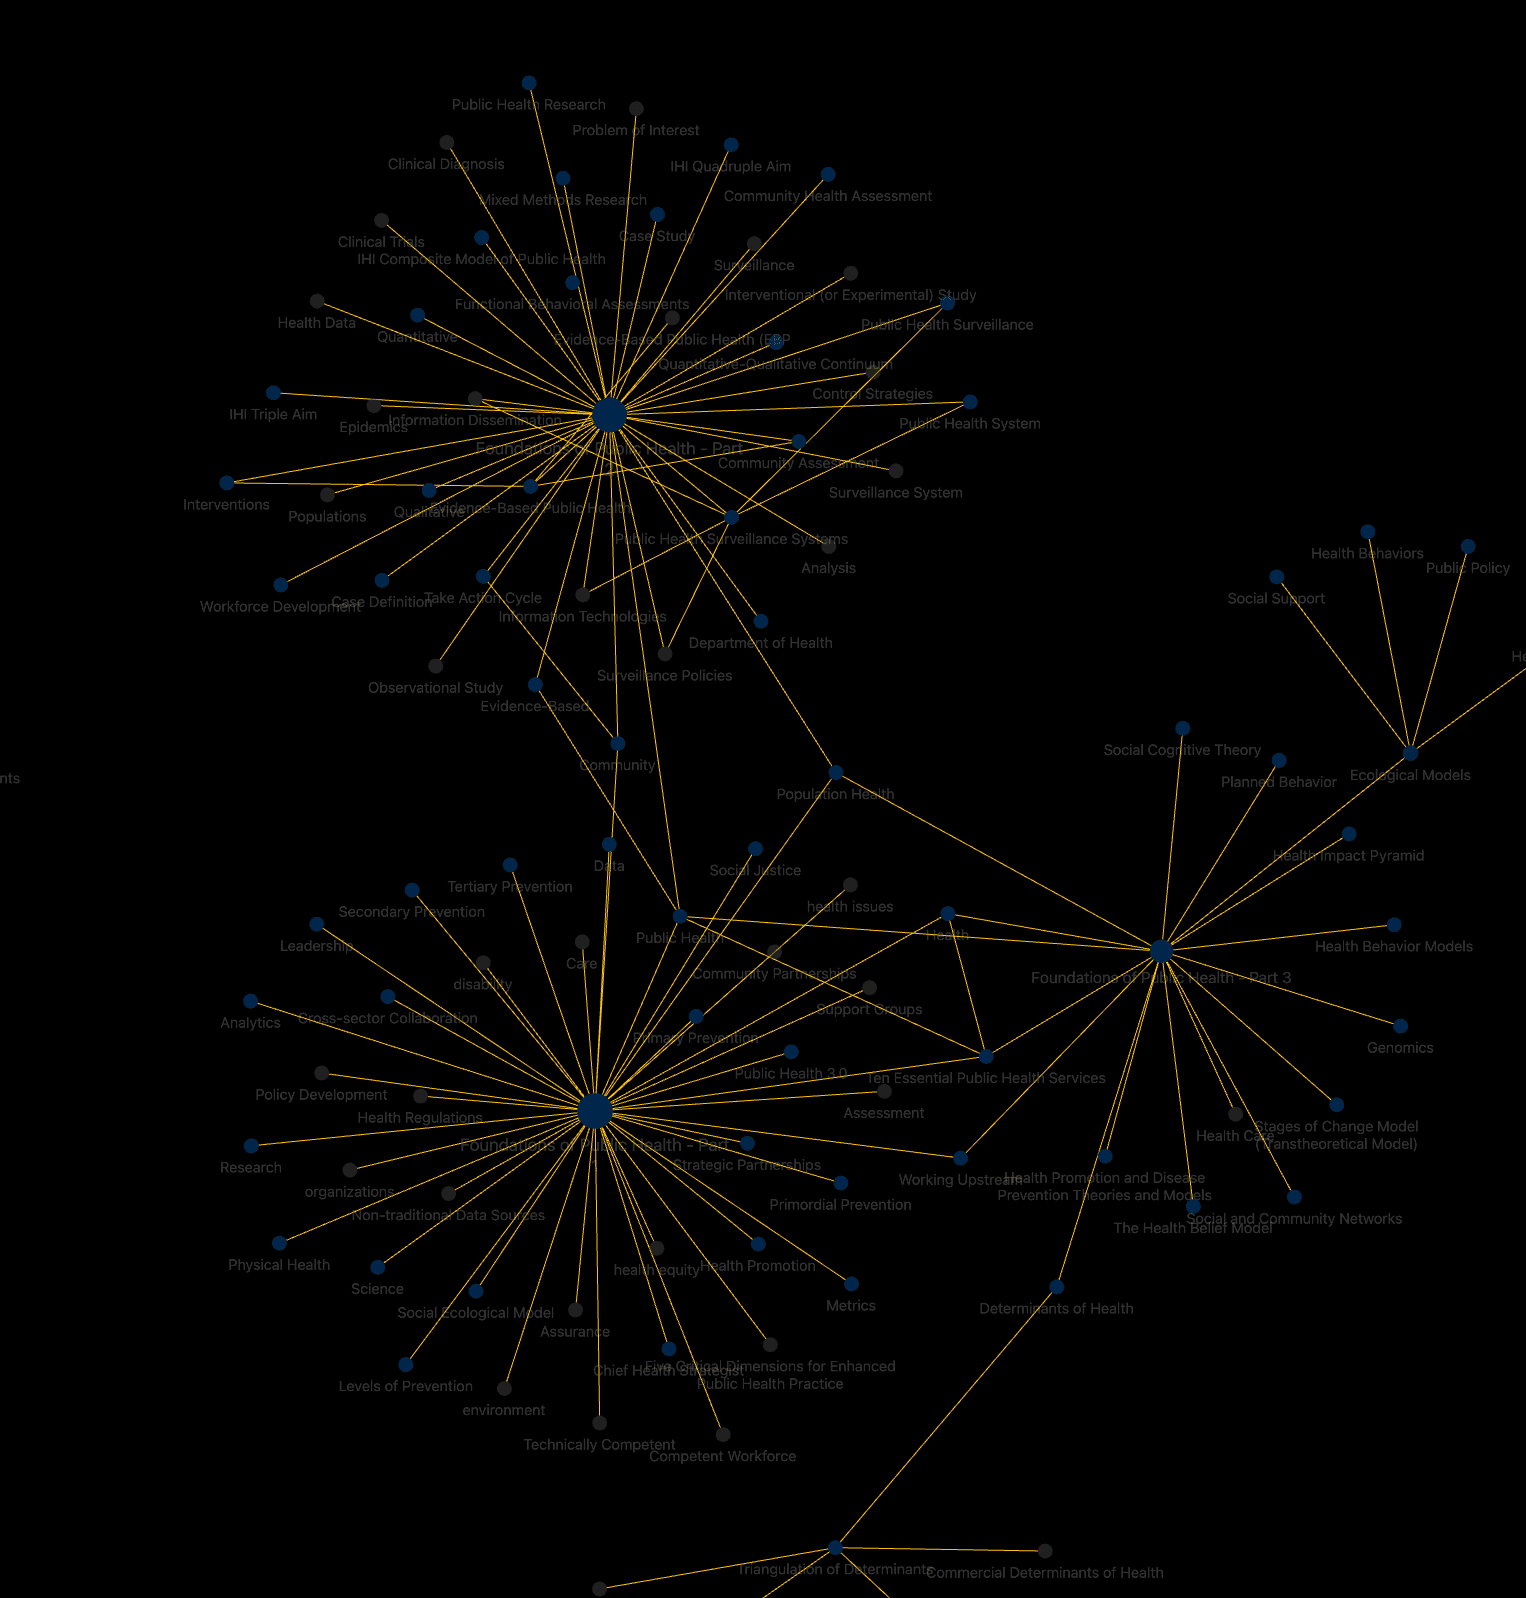 Public Health Research
Problem of Interest
Clinical Diagnosis
IHI Quadruple Aim
Mixed Methods Research
Community Health Assessment
Case Study
Clinical Trials
IHI Composite Model of Public Health
Surveillance
Functional Behavioral Assessments
Interventional (or Experimental) Study
Health Data
Public Health Surveillance
Quantitative
Evidence-Based Public Health (EBP
Quantitative-Qualitative Continuum
Control Strategies
IHI Triple Aim
Epidemics
Information Dissemination
Public Health System
Foundations of Public Health - Part
Community Assessment
Surveillance System
Interventions
Populations
Qualitative
Evidence-Based Public Health
Public Health Surveillance Systems
Health Behaviors
Analysis
Public Policy
Workforce Development
Case Definition
Take Action Cycle
Social Support
Information Technologies
Department of Health
He
Surveillance Policies
Observational Study
Evidence-Based
Social Cognitive Theory
Community
Ecological Models
nts
Planned Behavior
Population Health
Health Impact Pyramid
Data
Social Justice
Tertiary Prevention
health issues
Secondary Prevention
Public Health
Health
Leadership
Health Behavior Models
Care
Community Partnerships
Foundations of Public Health - Part 3
disability
Support Groups
Cross-sector Collaboration
Analytics
Primary Prevention
Genomics
Public Health 3.0
Ten Essential Public Health Services
Policy Development
Assessment
Health Regulations
Stages of Change Model
(Transtheoretical Model)
Health Care
Foundations of Public Health - Part
Research
Strategic Partnerships
Working Upstream
Health Promotion and Disease
Prevention Theories and Models
organizations
Primordial Prevention
Non-traditional Data Sources
Social and Community Networks
The Health Belief Model
Physical Health
health equity
Health Promotion
Science
Metrics
Determinants of Health
Social Ecological Model
Assurance
Five Critical Dimensions for Enhanced
Public Health Practice
Chief Health Strategist
Levels of Prevention
environment
Technically Competent
Competent Workforce
Triangulation of Determinants
Commercial Determinants of Health